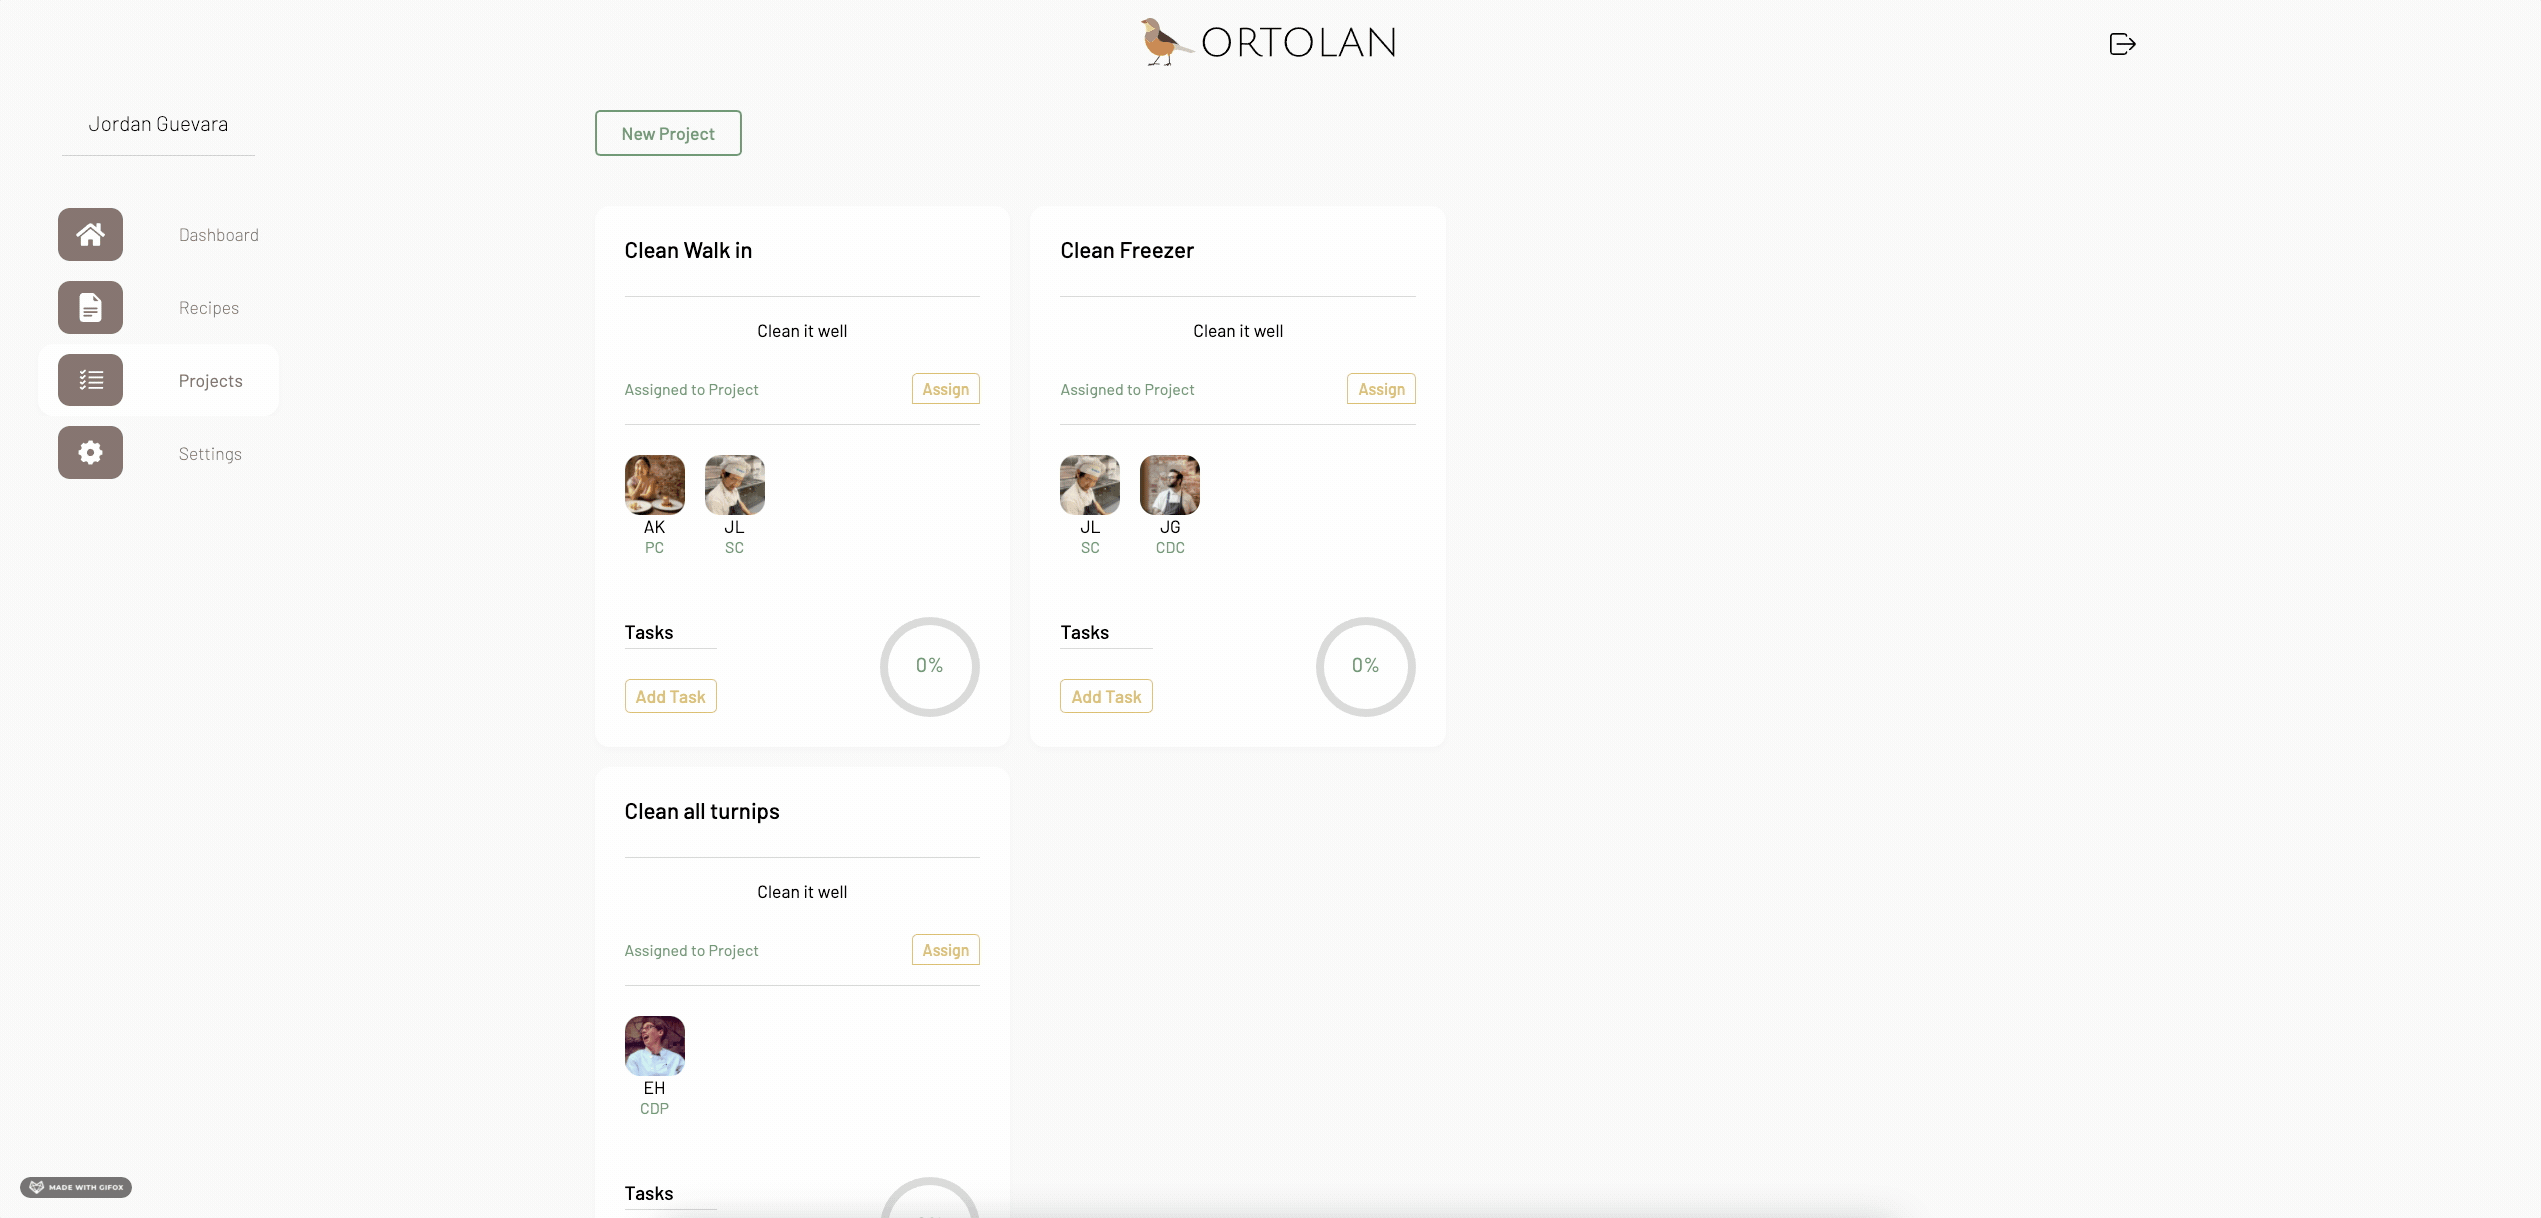 ORTOLAN
Jordan Guevara
Dashboard
Recipes
Projects
Settings
New Project
Clean Walk in
Clean it well
Assigned to Project
Assign
AK
PC
JL
SC
Tasks
Add Task
0%
Clean Freezer
Clean it well
Assigned to Project
Assign
JL
SC
JG
CDC
Tasks
Add Task
0%
Clean all turnips
Clean it well
Assigned to Project
Assign
EH
CDP
Tasks
MADE WITH GIFOX